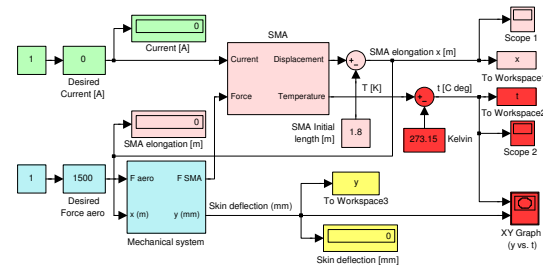 SMA
0
Current [A]
1
0
Desired
Current [A]
Current
Displacement
Force
Temperature
SMA elongation x [m]
Scope 1
x
To Workspace1
T [K]
t [C deg]
t
To Workspace2
SMA Initial
length [m]
1.8
273.15
Kelvin
Scope 2
0
SMA elongation [m]
1
1500
Desired
Force aero
F aero
F SMA
x (m)
y (mm)
Mechanical system
Skin deflection (mm)
y
To Workspace3
0
Skin deflection [mm]
XY Graph
(y vs. t)